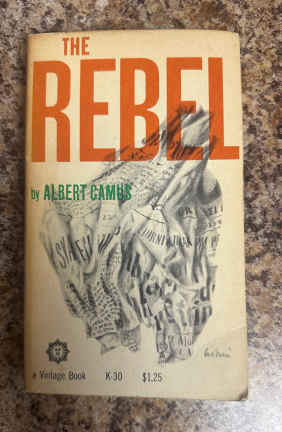 THE
REBEL
by ALBERT CAMUS
a Vintage Book K-30 $1.25